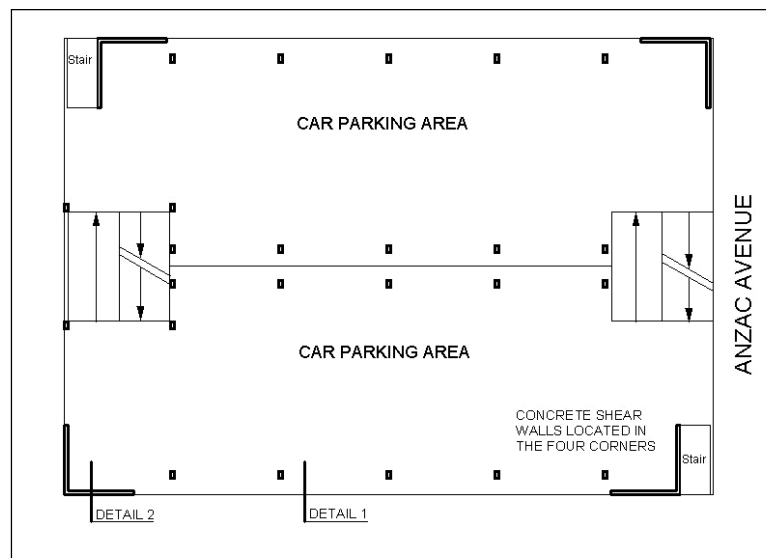 Stair
CAR PARKING AREA
ANZAC AVENUE
CAR PARKING AREA
CONCRETE SHEAR
WALLS LOCATED IN
THE FOUR CORNERS
Stair
DETAIL 2
DETAIL 1